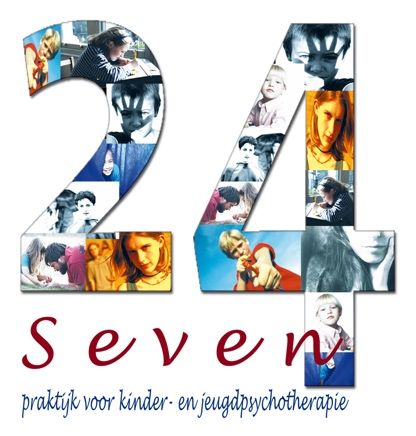 24
Seven
praktijk voor kinder- en jeugdpsychotherapie